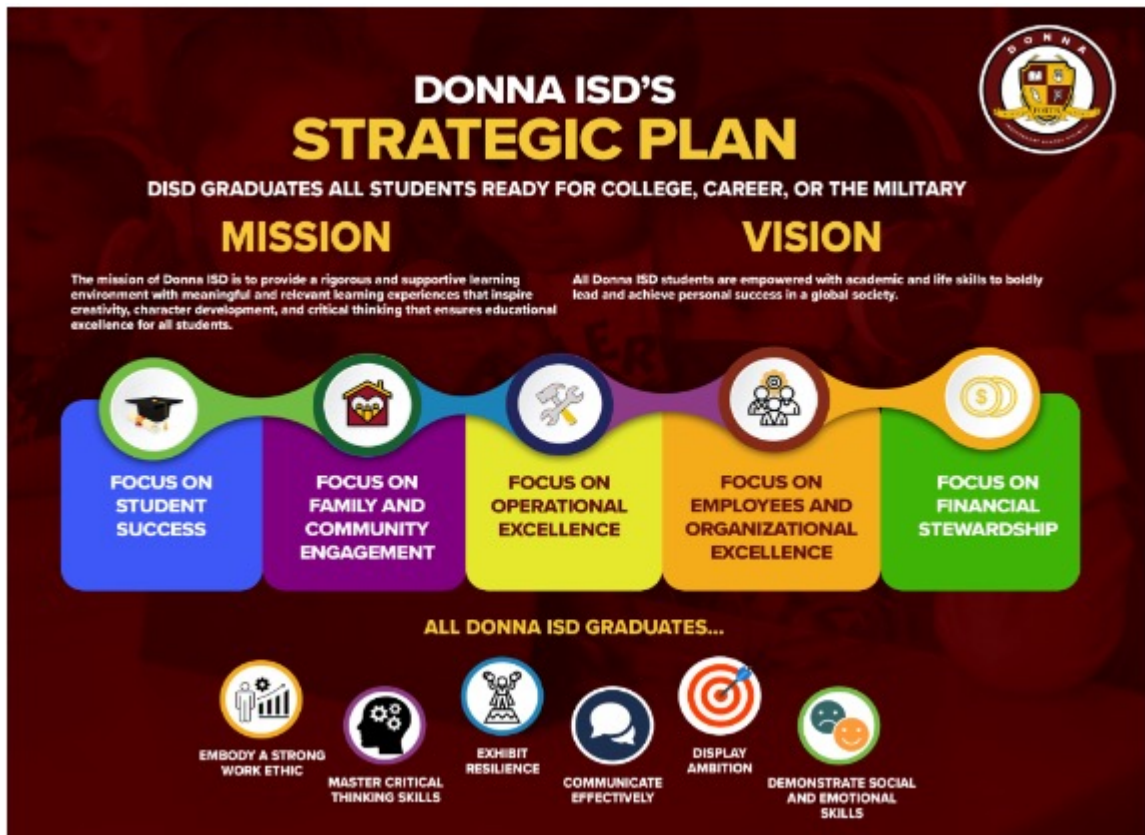 DONNA
DONNA ISD'S
STRATEGIC PLAN
DISD GRADUATES ALL STUDENTS READY FOR COLLEGE, CAREER, OR THE MILITARY
MISSION
The mission of Donna ISD is to provide a rigorous and supportive learning
environment with meaningful and relevant learning experiences that inspire
creativity, character development, and critical thinking that ensures educational
excellence for all students.
VISION
All Donna ISD students are empowered with academic and life skills to boldly
lead and achieve personal success in a global society.
FOCUS ON
STUDENT
SUCCESS
FOCUS ON
FAMILY AND
COMMUNITY
ENGAGEMENT
FOCUS ON
OPERATIONAL
EXCELLENCE
FOCUS ON
EMPLOYEES AND
ORGANIZATIONAL
EXCELLENCE
$
FOCUS ON
FINANCIAL
STEWARDSHIP
ALL DONNA ISD GRADUATES...
EMBODY A STRONG
WORK ETHIC
MASTER CRITICAL
THINKING SKILLS
EXHIBIT
RESILIENCE
COMMUNICATE
EFFECTIVELY
DISPLAY
AMBITION
DEMONSTRATE SOCIAL
AND EMOTIONAL
SKILLS